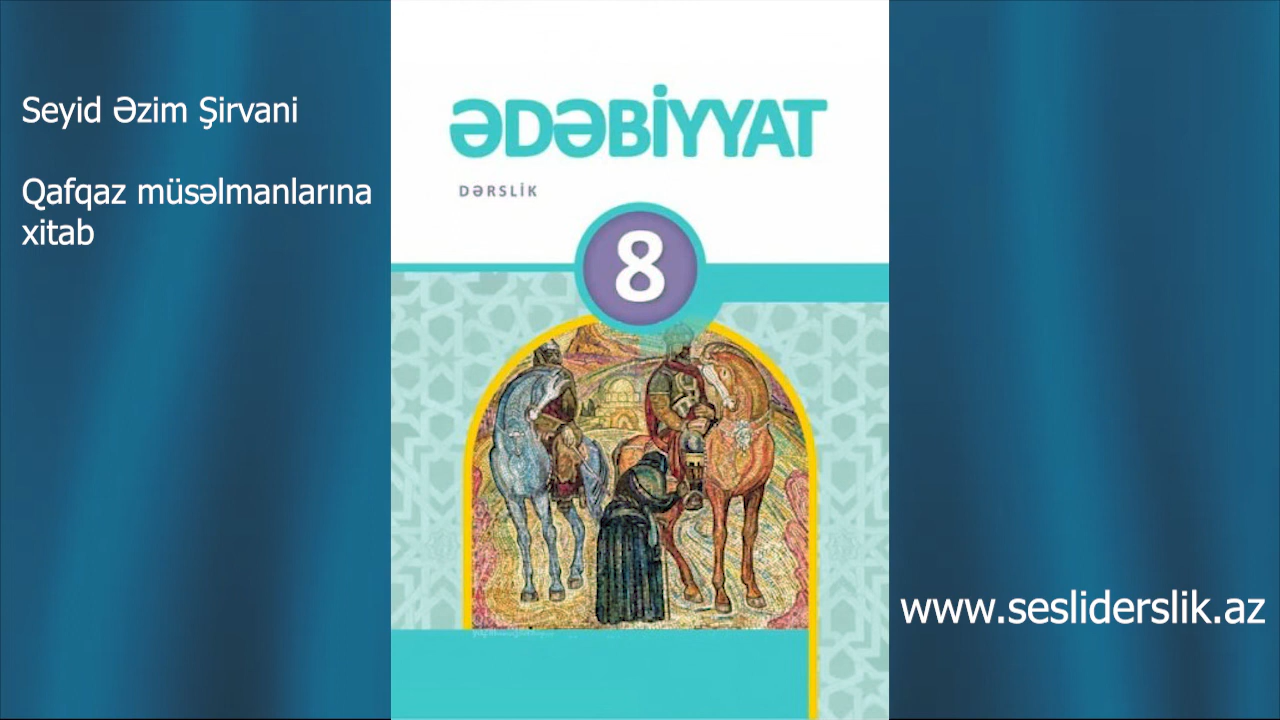 Seyid Əzim Şirvani
Qafqaz müsəlmanlarına
xitab
ƏDƏBİYYAT
DƏRSLİK
8
www.sesliderslik.az